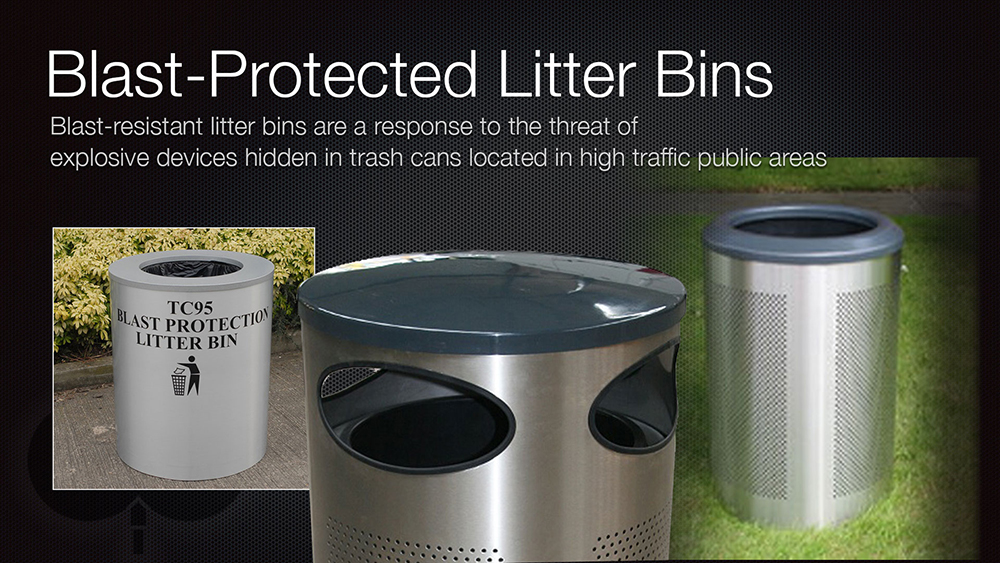 Blast-Protected Litter Bins
Blast-resistant litter bins are a response to the threat of
explosive devices hidden in trash cans located in high traffic public areas
TC95
BLAST PROTECTION
LITTER BIN